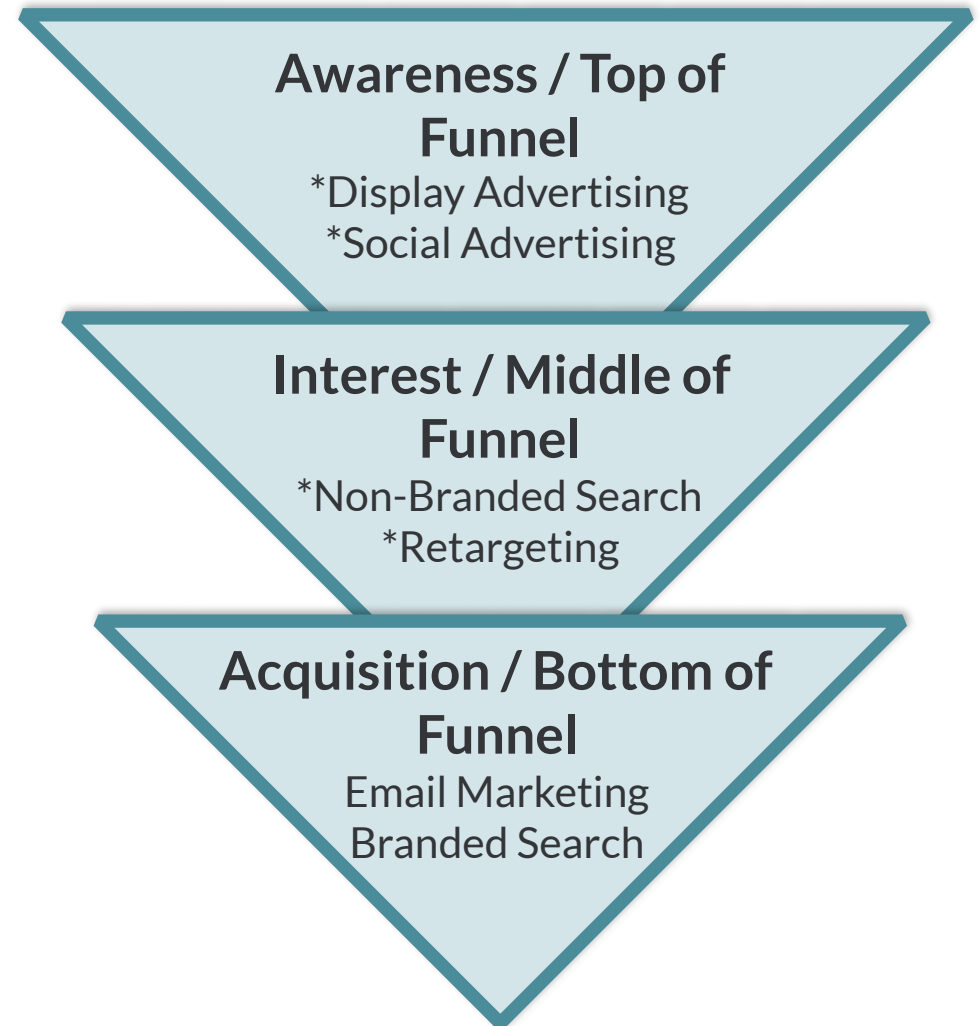 Awareness / Top of
Funnel
*Display Advertising
*Social Advertising
Interest / Middle of
Funnel
*Non-Branded Search
*Retargeting
Acquisition / Bottom of
Funnel
Email Marketing
Branded Search